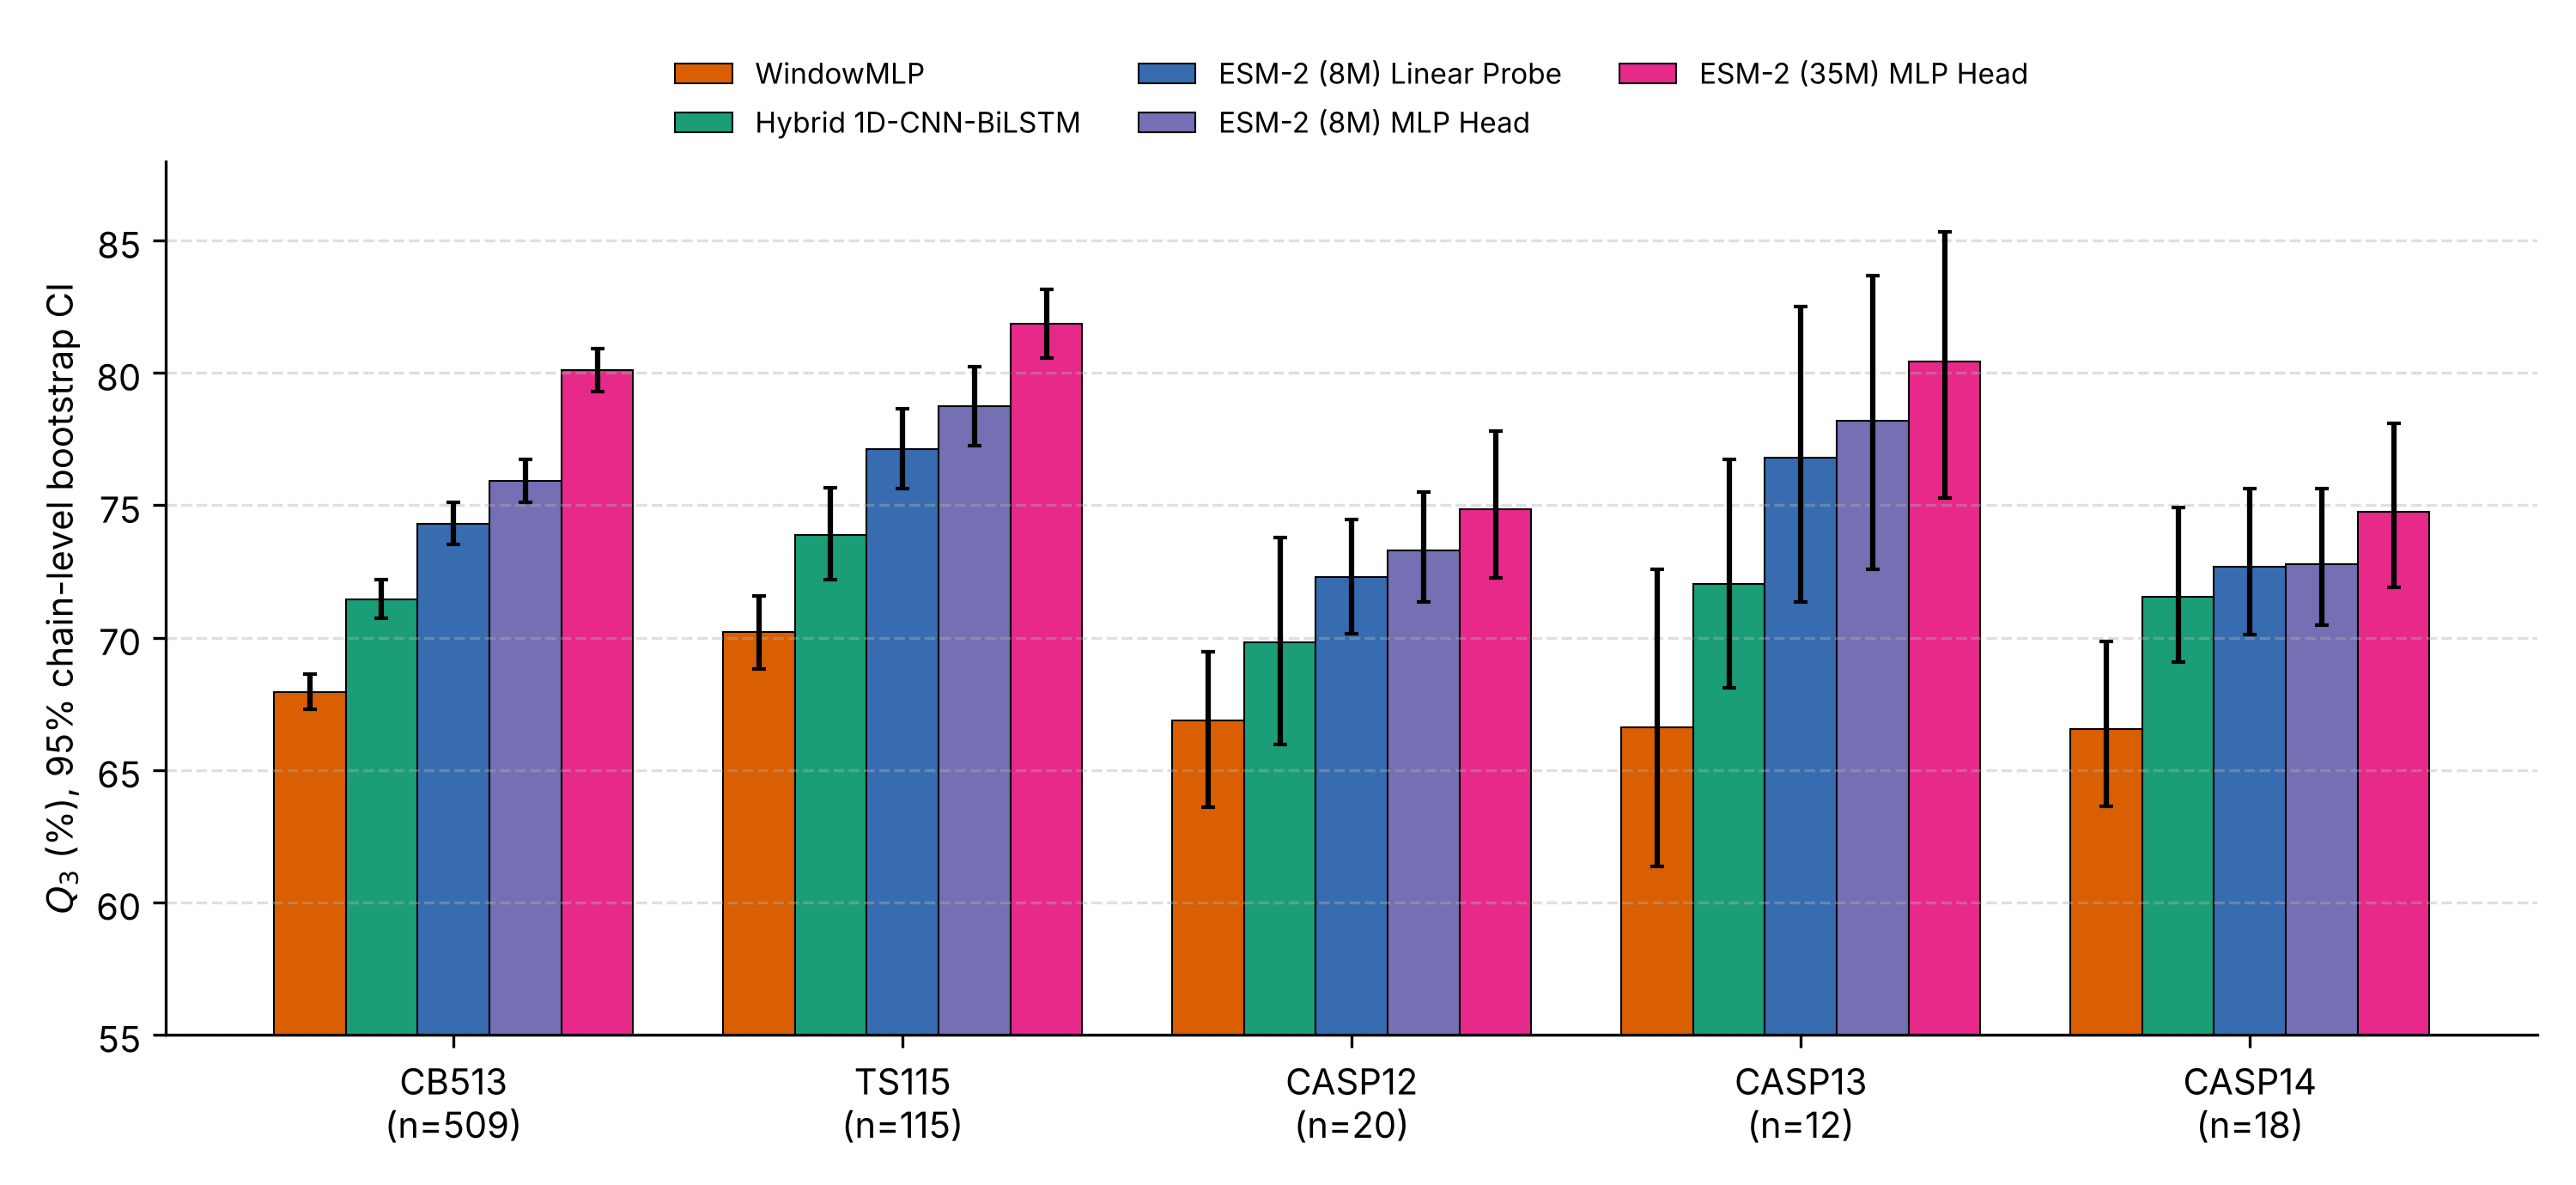 WindowMLP
Hybrid 1D-CNN-BiLSTM
ESM-2 (8M) Linear Probe
ESM-2 (8M) MLP Head
ESM-2 (35M) MLP Head
Q₃ (%), 95% chain-level bootstrap CI
85
80
75
70
65
60
55
CB513
(n=509)
TS115
(n=115)
CASP12
(n=20)
CASP13
(n=12)
CASP14
(n=18)